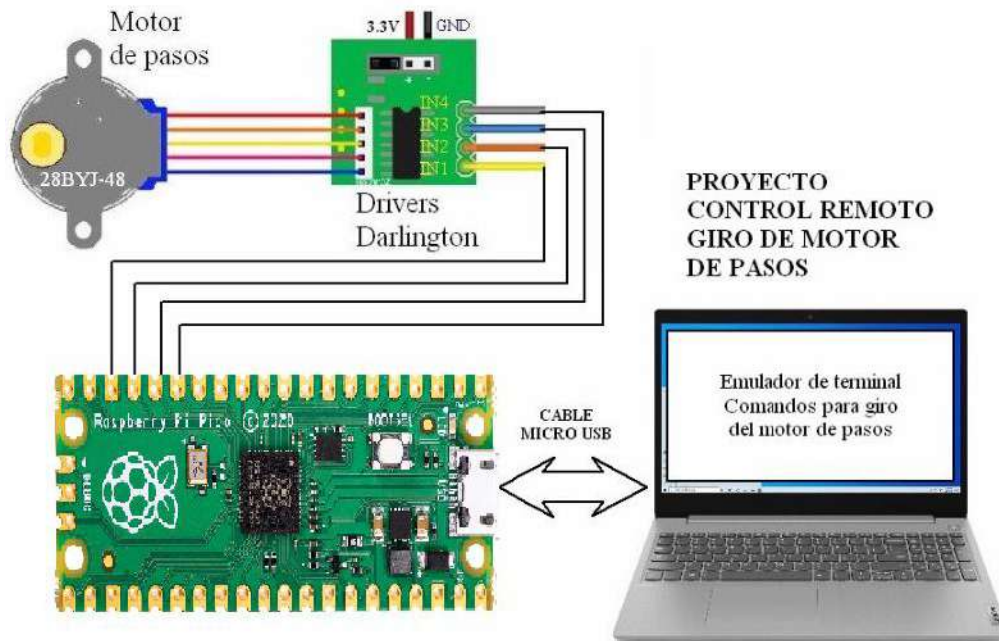 Motor
de pasos
28BYJ-48
3.3V
GND
+ -
IN4
IN3
IN2
IN1
Drivers
Darlington
PROYECTO
CONTROL REMOTO
GIRO DE MOTOR
DE PASOS
Emulador de terminal
Comandos para giro
del motor de pasos
CABLE
MICRO USB
Raspberry Pi Pico © 2020
BOOTSEL
DEBUG
USB